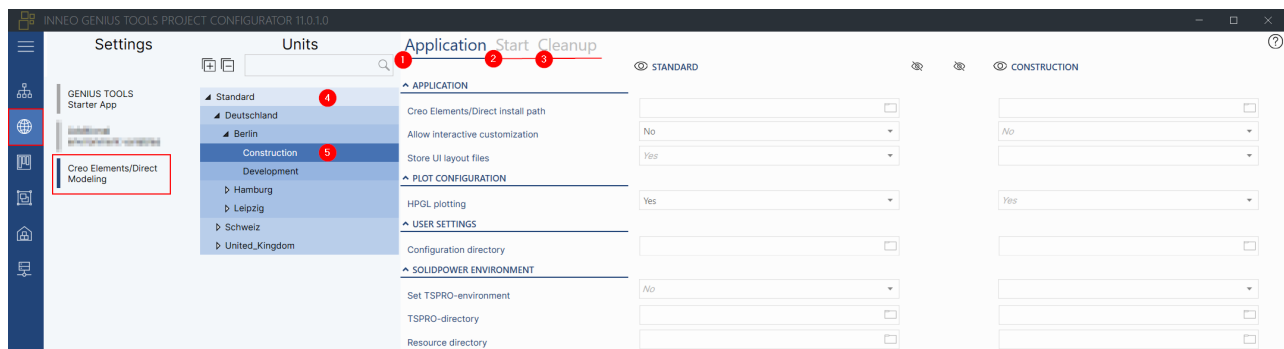 INNEO GENIUS TOOLS PROJECT CONFIGURATOR 11.0.1.0
Settings
GENIUS TOOLS
Starter App
Creo Elements/Direct
Modeling
Units
Standard
4
Deutschland
Berlin
Construction
5
Development
Hamburg
Leipzig
Schweiz
United_Kingdom
Application Start Cleanup
1 2 3
STANDARD CONSTRUCTION
APPLICATION
Creo Elements/Direct install path
Allow interactive customization No No
Store UI layout files Yes
PLOT CONFIGURATION
HPGL plotting Yes Yes
USER SETTINGS
Configuration directory
SOLIDPOWER ENVIRONMENT
Set TSPRO-environment No
TSPRO-directory
Resource directory